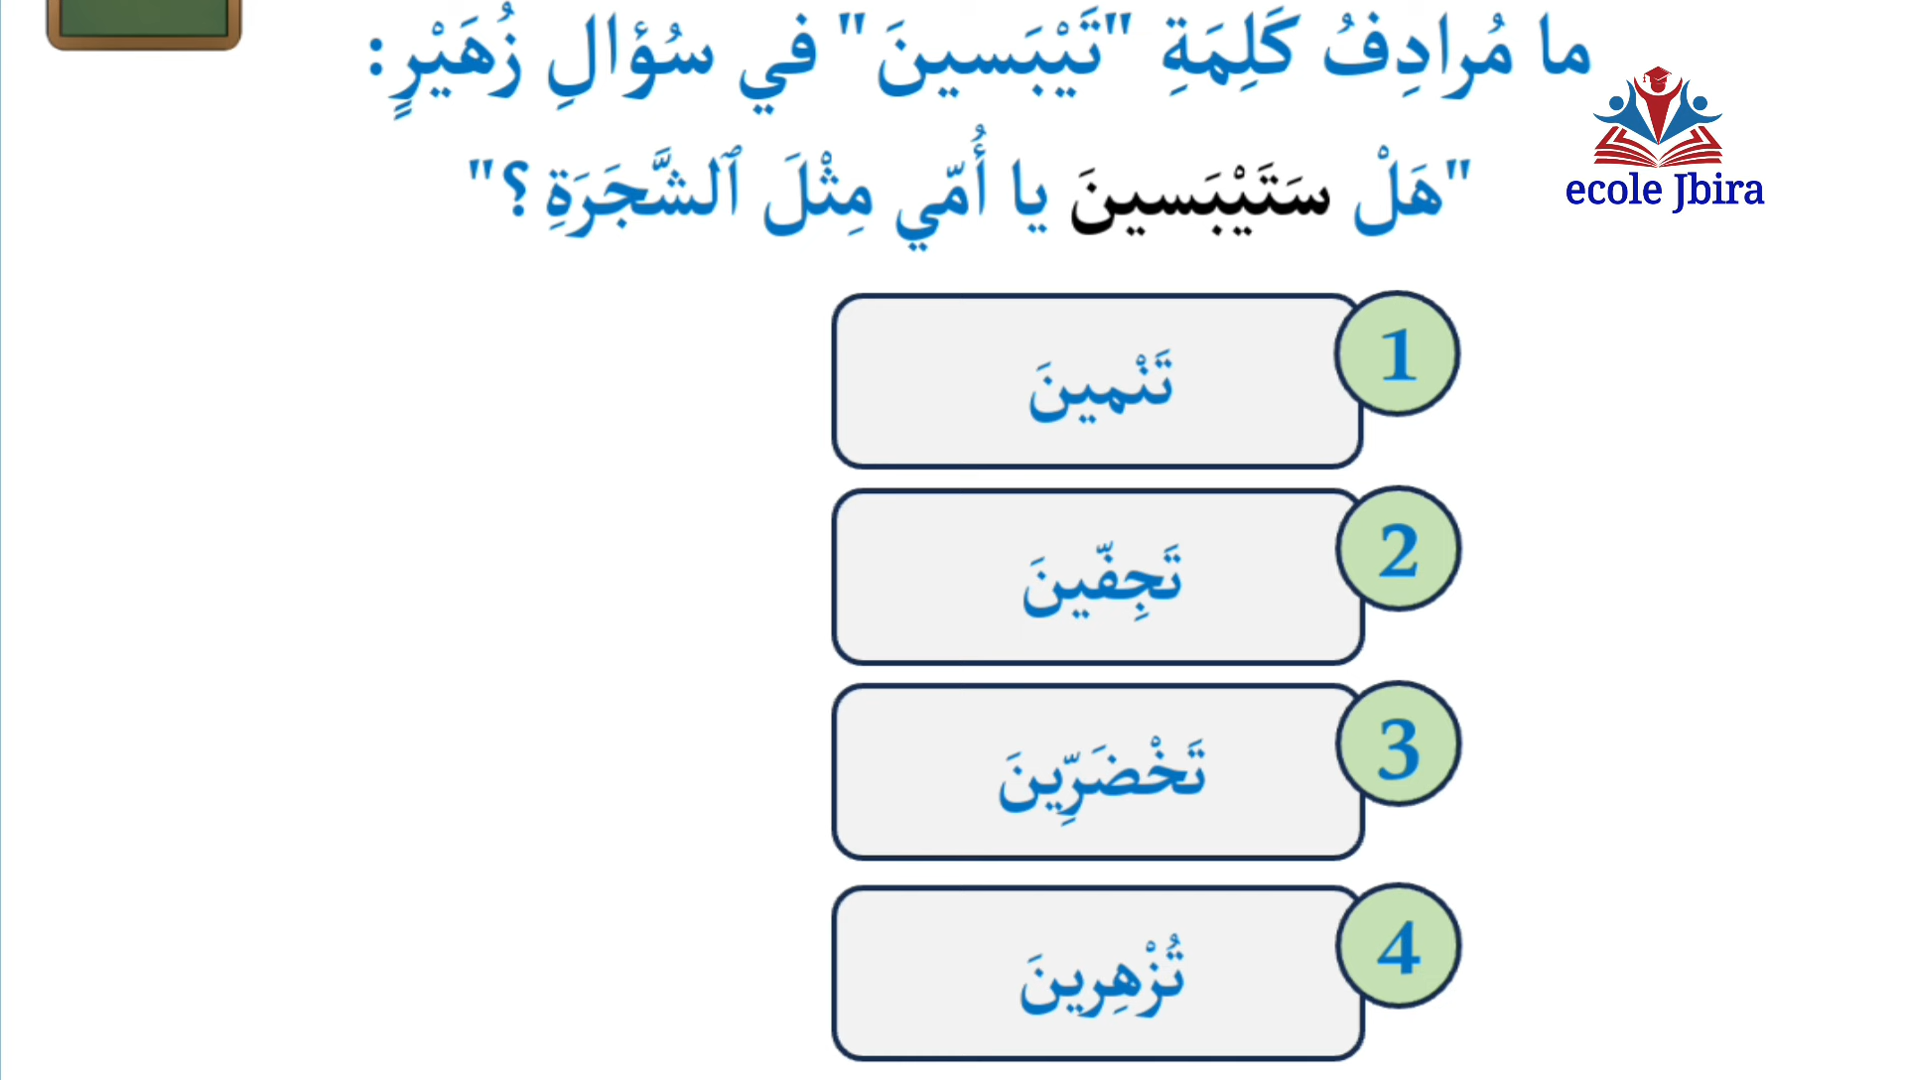 ما مُرادِفُ كَلِمَةِ "تَيْبَسينَ" في سُؤالِ زُهَيْرٍ:
"هَلْ سَتَيْبَسينَ يا أُمّي مِثْلَ ٱلشَّجَرَةِ؟"
ecole Jbira
1
تَنْمينَ
2
تَجِفّينَ
3
تَخْضَرِّينَ
4
تُزْهِرينَ